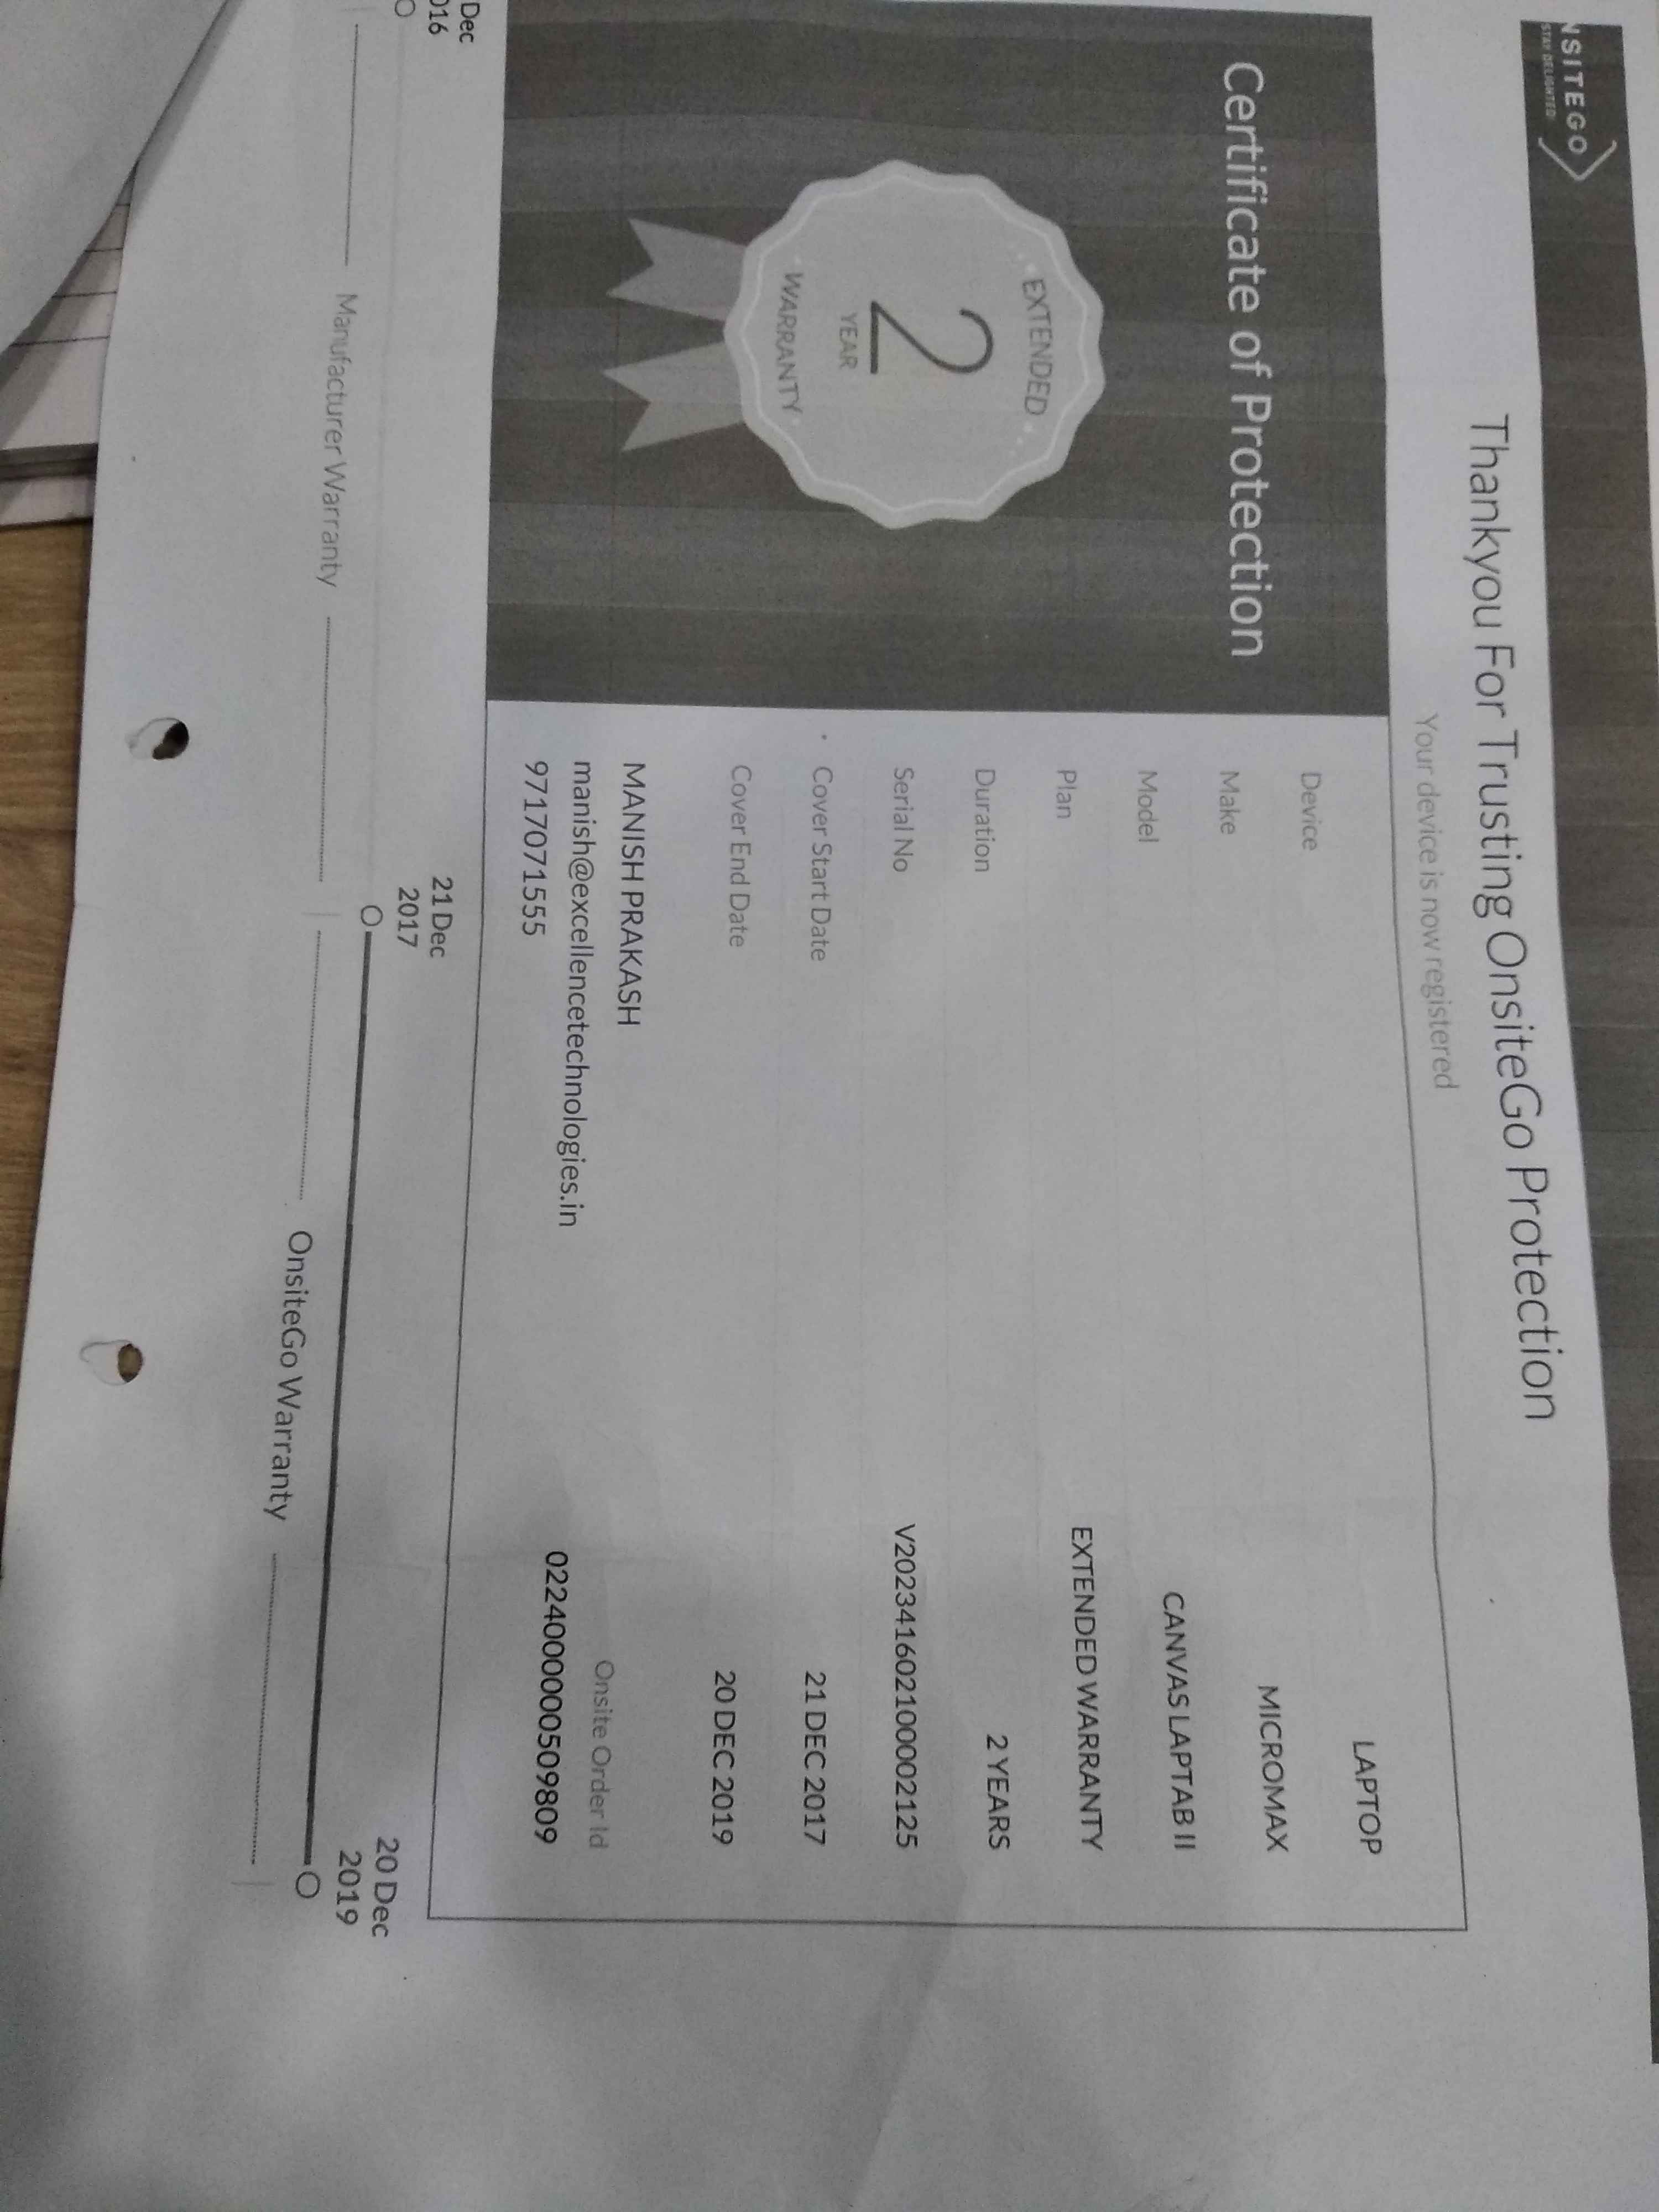 NSITEGO
STAY DELIGHTED
Thankyou For Trusting OnsiteGo Protection
Your device is now registered
Certificate of Protection
EXTENDED
2
YEAR
WARRANTY
Device LAPTOP
Make MICROMAX
Model CANVAS LAPTAB II
Plan EXTENDED WARRANTY
Duration 2 YEARS
Serial No V202341602100002125
Cover Start Date 21 DEC 2017
Cover End Date 20 DEC 2019
MANISH PRAKASH
manish@excellencetechnologies.in
9717071555
Onsite Order Id
0224000000509809
Dec
016
21 Dec
2017
20 Dec
2019
Manufacturer Warranty
OnsiteGo Warranty